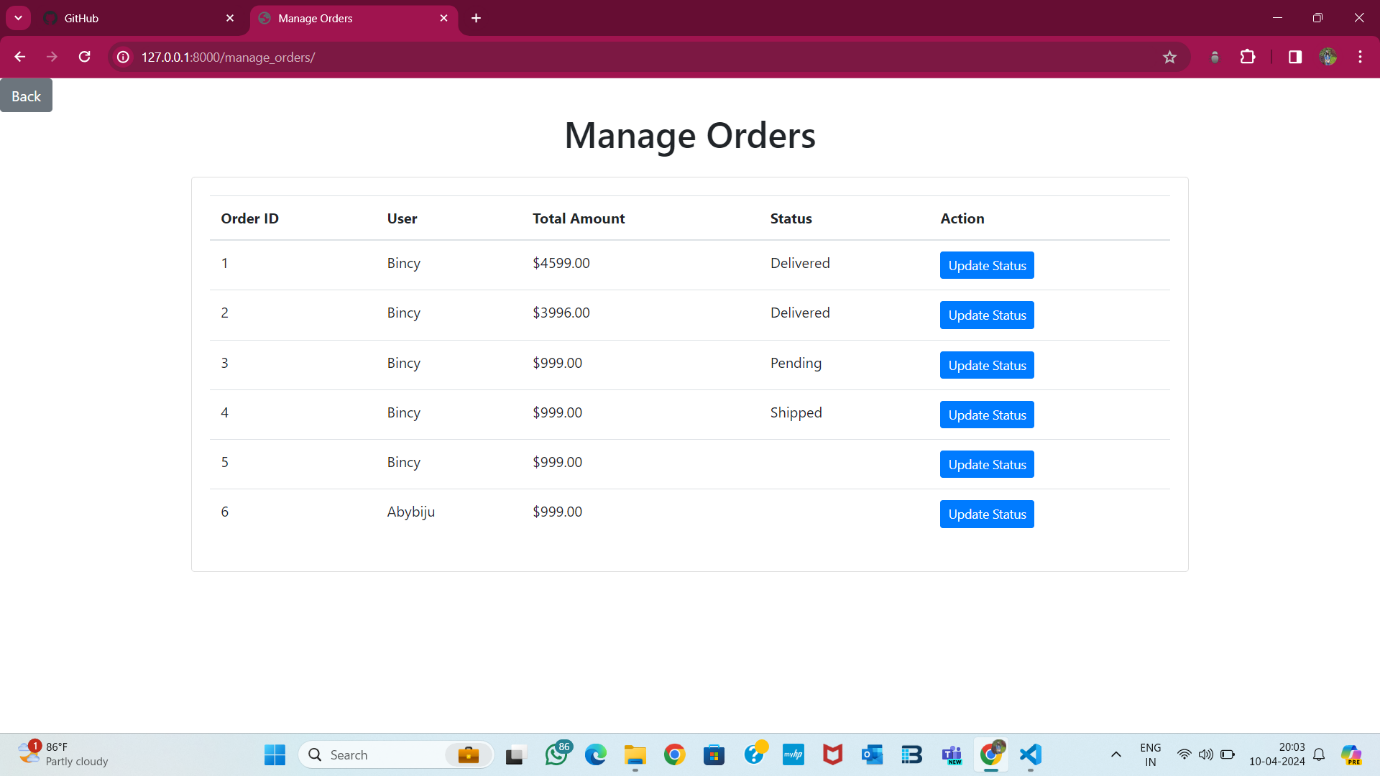 GitHub
Manage Orders
127.0.0.1:8000/manage_orders/
Back
Manage Orders
Order ID User Total Amount Status Action
1 Bincy $4599.00 Delivered Update Status
2 Bincy $3996.00 Delivered Update Status
3 Bincy $999.00 Pending Update Status
4 Bincy $999.00 Shipped Update Status
5 Bincy $999.00 Update Status
6 Abybiju $999.00 Update Status
1
86°F
Partly cloudy
Search
86
myhp
NEW
ENG
IN
20:03
10-04-2024
PRE